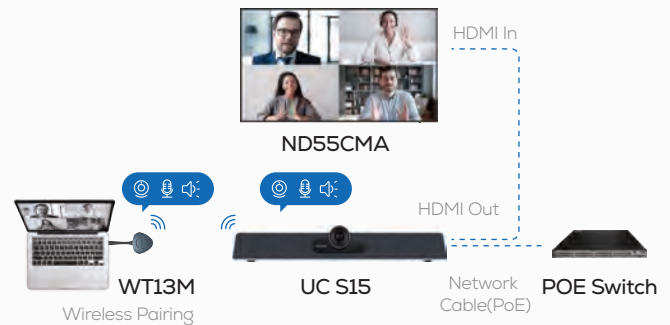 HDMI In
ND55CMA
HDMI Out
WT13M
UC S15
Network
Cable(PoE)
POE Switch
Wireless Pairing